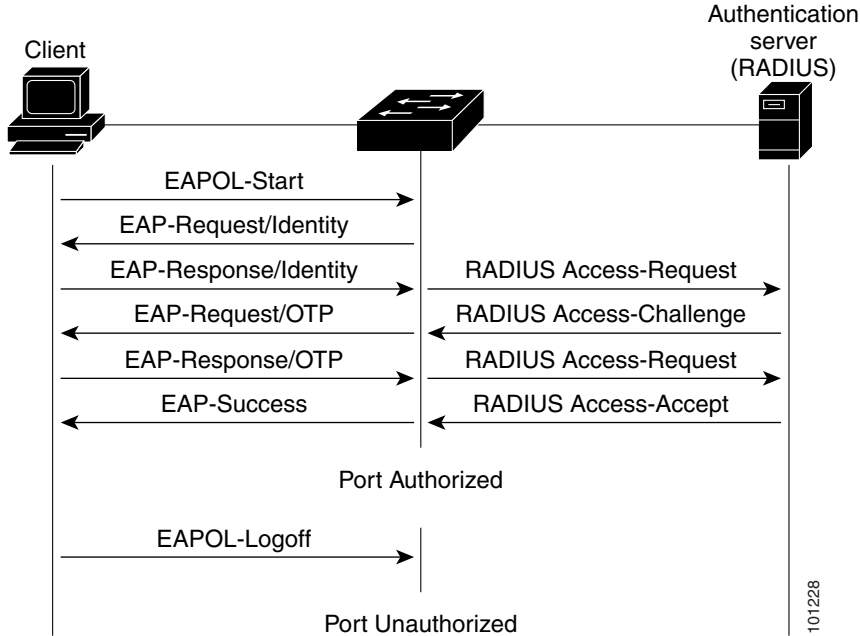 Client
Authentication
server
(RADIUS)
EAPOL-Start
EAP-Request/Identity
EAP-Response/Identity
RADIUS Access-Request
EAP-Request/OTP
RADIUS Access-Challenge
EAP-Response/OTP
RADIUS Access-Request
EAP-Success
RADIUS Access-Accept
Port Authorized
EAPOL-Logoff
Port Unauthorized
101228